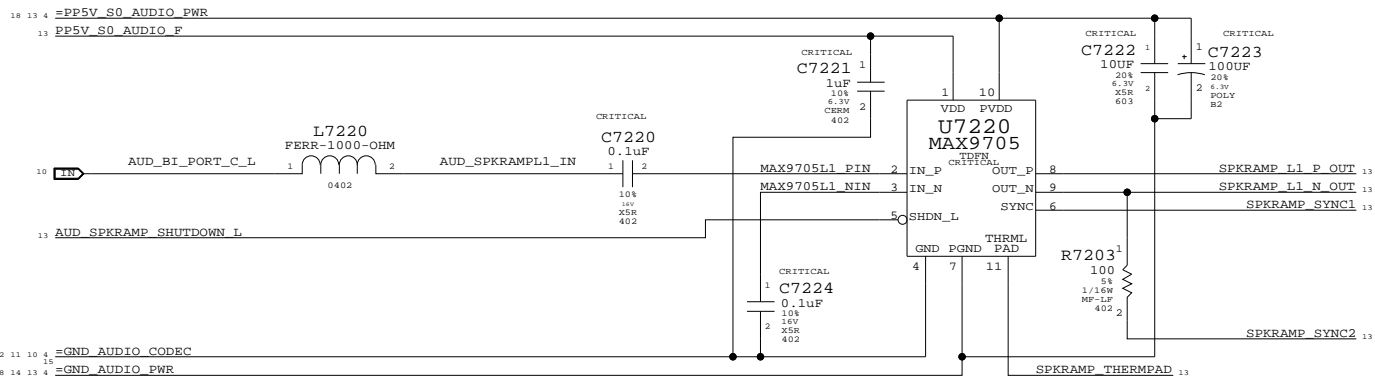 18 13 4 =PP5V_S0_AUDIO_PWR
13 PP5V_S0_AUDIO_F
CRITICAL
C7221
1uF
10%
6.3V
CERM
402
1
2
CRITICAL
C7222
10UF
20%
6.3V
X5R
603
1
2
CRITICAL
C7223
100UF
20%
6.3V
POLY
B2
+
1
2
1 10
VDD PVDD
U7220
MAX9705
TDFN
CRITICAL
L7220
FERR-1000-OHM
1 2
0402
CRITICAL
C7220
0.1uF
1 2
10%
16V
X5R
402
10 IN
AUD_BI_PORT_C_L
AUD_SPKRAMPL1_IN
MAX9705L1_PIN 2 IN_P
MAX9705L1_NIN 3 IN_N
5 SHDN_L
OUT_P 8 SPKRAMP_L1_P_OUT 13
OUT_N 9 SPKRAMP_L1_N_OUT 13
SYNC 6 SPKRAMP_SYNC1 13
13 AUD_SPKRAMP_SHUTDOWN_L
GND PGND THRML PAD
4 7 11
CRITICAL
C7224
0.1uF
10%
16V
X5R
402
1
2
R7203
100
5%
1/16W
MF-LF
402
1
2
SPKRAMP_SYNC2 13
2 11 10 4 =GND_AUDIO_CODEC
15
8 14 13 4 =GND_AUDIO_PWR
SPKRAMP_THERMPAD 13